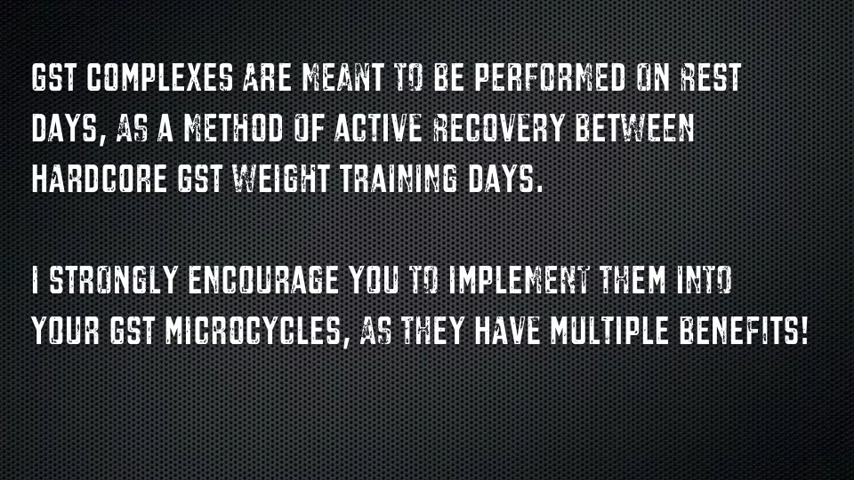 GST COMPLEXES ARE MEANT TO BE PERFORMED ON REST
DAYS, AS A METHOD OF ACTIVE RECOVERY BETWEEN
HARDCORE GST WEIGHT TRAINING DAYS.
I STRONGLY ENCOURAGE YOU TO IMPLEMENT THEM INTO
YOUR GST MICROCYCLES, AS THEY HAVE MULTIPLE BENEFITS!